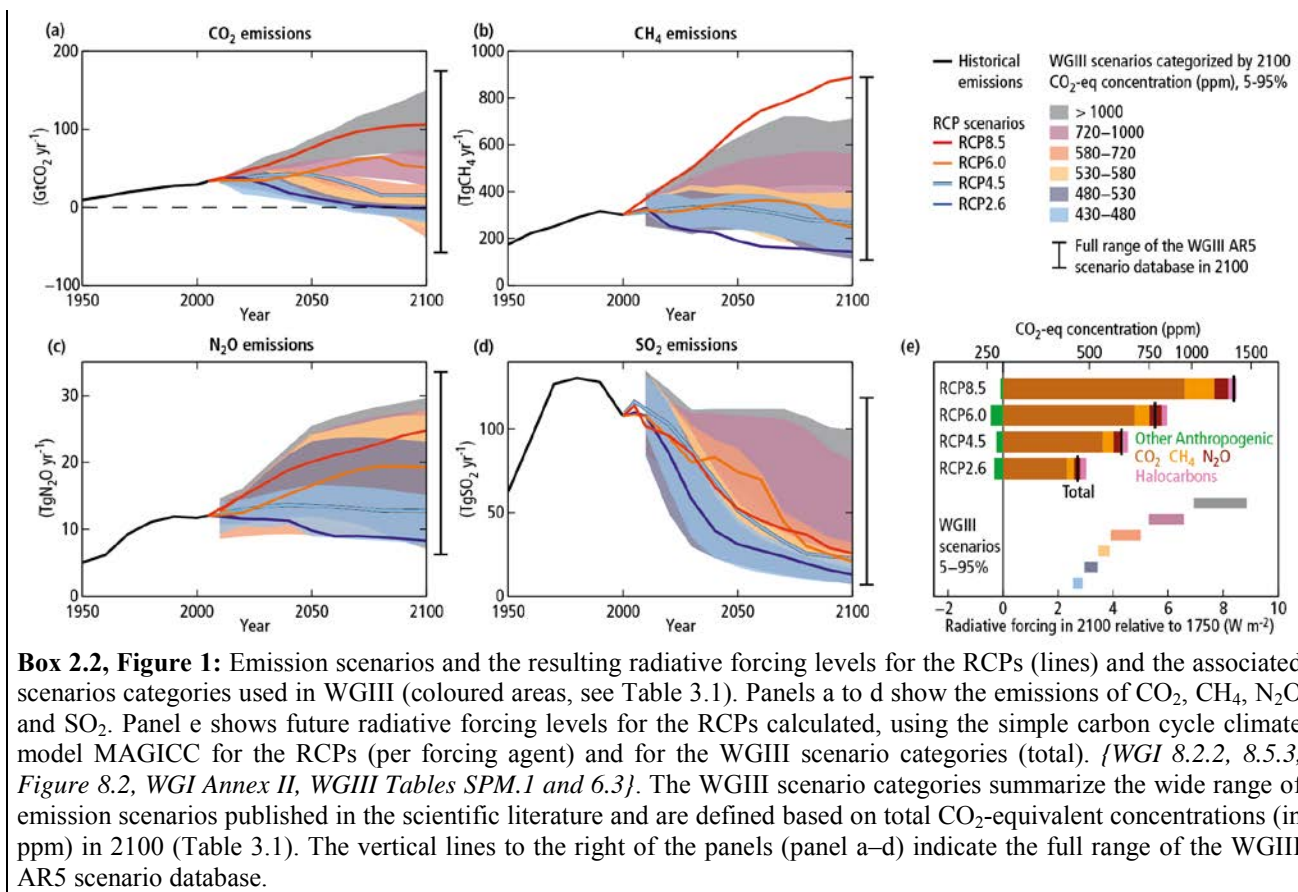 (a)
CO₂ emissions
200
100
0
−100
(GtCO₂ yr⁻¹)
1950
2000
2050
2100
Year
(b)
CH₄ emissions
1000
800
600
400
200
0
(TgCH₄ yr⁻¹)
1950
2000
2050
2100
Year
Historical
emissions
RCP scenarios
RCP8.5
RCP6.0
RCP4.5
RCP2.6
WGIII scenarios categorized by 2100
CO₂-eq concentration (ppm), 5-95%
> 1000
720–1000
580–720
530–580
480–530
430–480
Full range of the WGIII AR5
scenario database in 2100
(c)
N₂O emissions
30
20
10
0
(TgN₂O yr⁻¹)
1950
2000
2050
2100
Year
(d)
SO₂ emissions
100
50
0
(TgSO₂ yr⁻¹)
1950
2000
2050
2100
Year
(e)
CO₂-eq concentration (ppm)
250
500
750
1000
1500
RCP8.5
RCP6.0
RCP4.5
RCP2.6
Other Anthropogenic
CO₂ CH₄ N₂O
Halocarbons
Total
WGIII
scenarios
5–95%
−2
0
2
4
6
8
10
Radiative forcing in 2100 relative to 1750 (W m⁻²)
Box 2.2, Figure 1: Emission scenarios and the resulting radiative forcing levels for the RCPs (lines) and the associated
scenarios categories used in WGIII (coloured areas, see Table 3.1). Panels a to d show the emissions of CO₂, CH₄, N₂O
and SO₂. Panel e shows future radiative forcing levels for the RCPs calculated, using the simple carbon cycle climate
model MAGICC for the RCPs (per forcing agent) and for the WGIII scenario categories (total). {WGI 8.2.2, 8.5.3,
Figure 8.2, WGI Annex II, WGIII Tables SPM.1 and 6.3}. The WGIII scenario categories summarize the wide range of
emission scenarios published in the scientific literature and are defined based on total CO₂-equivalent concentrations (in
ppm) in 2100 (Table 3.1). The vertical lines to the right of the panels (panel a–d) indicate the full range of the WGIII
AR5 scenario database.